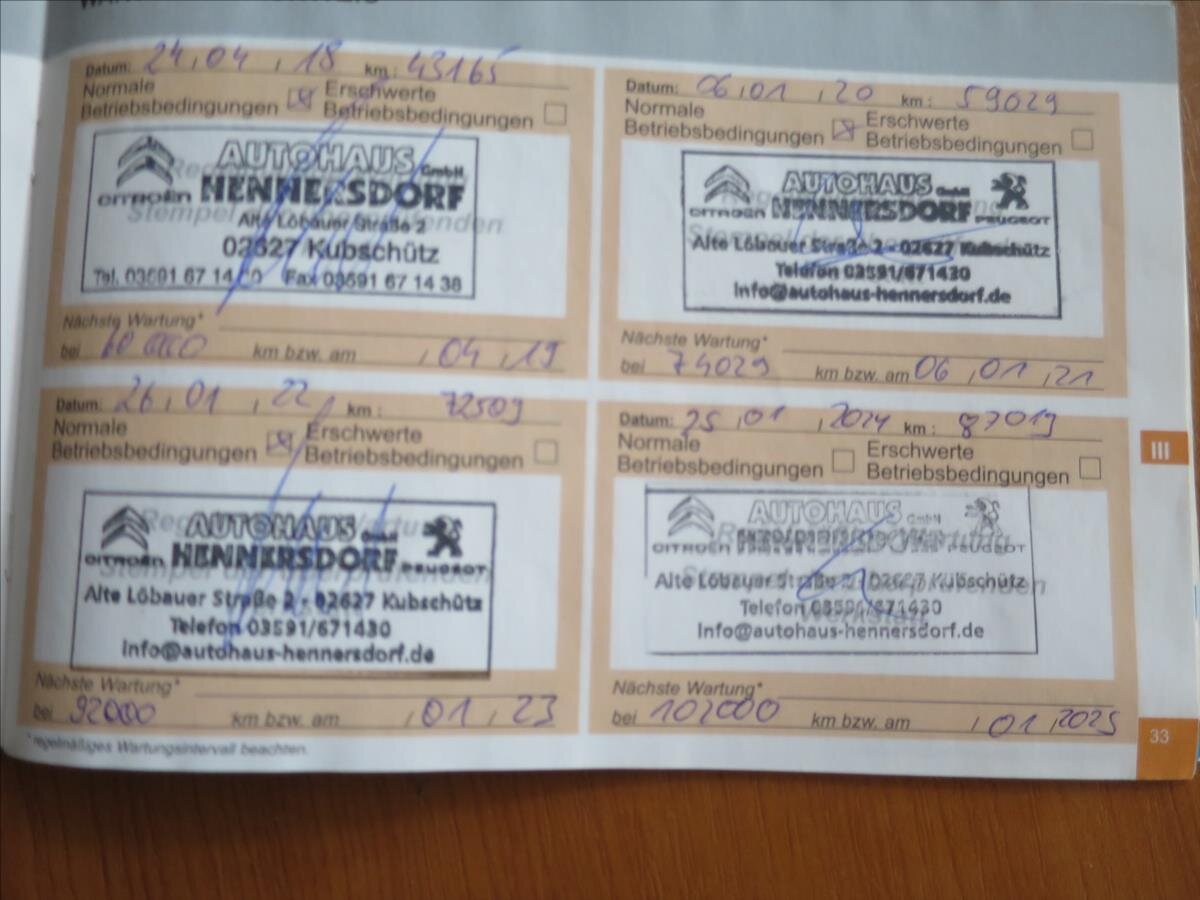 Datum: 24.04.18 km: 43165
Normale Betriebsbedingungen ☒ Erschwerte Betriebsbedingungen ☐
AUTOHAUS GmbH
CITROËN HENNERSDORF
Alte Löbauer Straße 2
02627 Kubschütz
Tel. 03591 67 14 30 Fax 03591 67 14 38
Nächste Wartung*
bei 60 000 km bzw. am .04.19
Datum: 06.01.20 km: 59029
Normale Betriebsbedingungen ☒ Erschwerte Betriebsbedingungen ☐
AUTOHAUS GmbH
CITROËN HENNERSDORF PEUGEOT
Alte Löbauer Straße 2 - 02627 Kubschütz
Telefon 03591/671430
info@autohaus-hennersdorf.de
Nächste Wartung*
bei 74029 km bzw. am 06.01.21
Datum: 26.01.22 km: 72509
Normale Betriebsbedingungen ☒ Erschwerte Betriebsbedingungen ☐
AUTOHAUS GmbH
CITROËN HENNERSDORF PEUGEOT
Alte Löbauer Straße 2 - 02627 Kubschütz
Telefon 03591/671430
info@autohaus-hennersdorf.de
Nächste Wartung*
bei 92000 km bzw. am .01.23
Datum: 25.01.2024 km: 87019
Normale Betriebsbedingungen ☐ Erschwerte Betriebsbedingungen ☐
AUTOHAUS GmbH
CITROËN HENNERSDORF PEUGEOT
Alte Löbauer Straße 2 - 02627 Kubschütz
Telefon 03591/671430
Info@autohaus-hennersdorf.de
Nächste Wartung*
bei 102000 km bzw. am .01.2025
*regelmäßiges Wartungsintervall beachten.
III
33